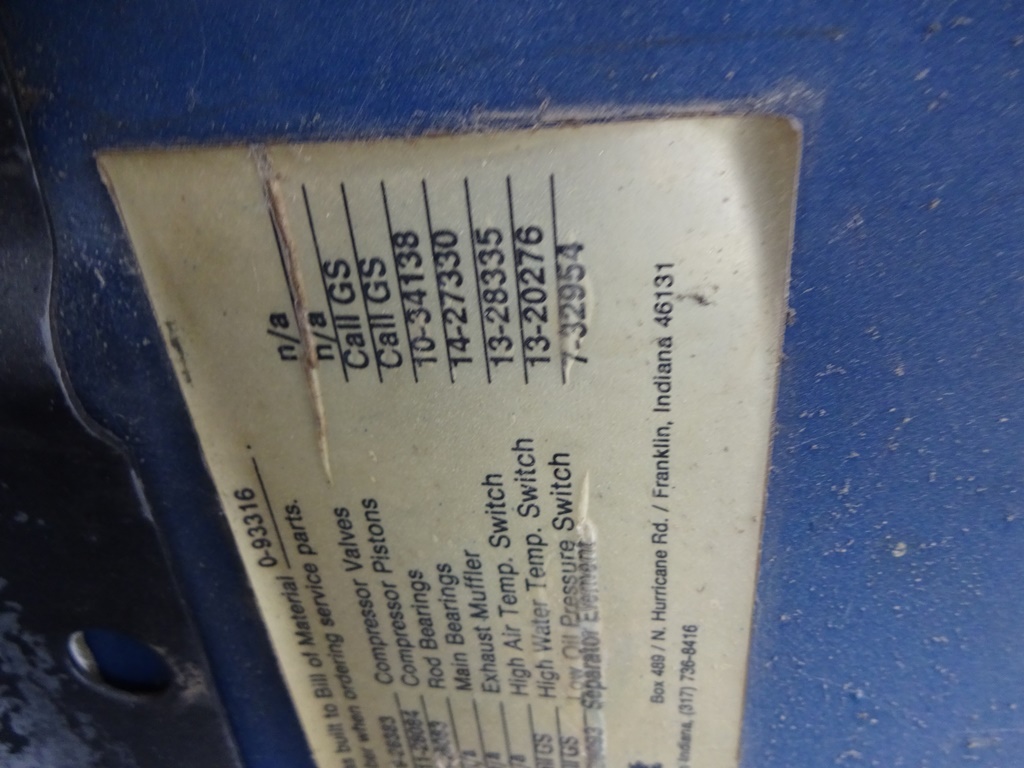 built to Bill of Material 0-93316 .
when ordering service parts.
Compressor Valves n/a
Compressor Pistons n/a
Rod Bearings Call GS
Main Bearings Call GS
Exhaust Muffler 10-34138
High Air Temp. Switch 14-27330
High Water Temp. Switch 13-28335
GS Low Oil Pressure Switch 13-20276
Separator Element 7-32954
Box 489 / N. Hurricane Rd. / Franklin, Indiana 46131
Indiana, (317) 736-8416